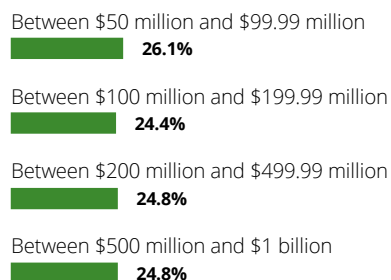 Between $50 million and $99.99 million
26.1%
Between $100 million and $199.99 million
24.4%
Between $200 million and $499.99 million
24.8%
Between $500 million and $1 billion
24.8%